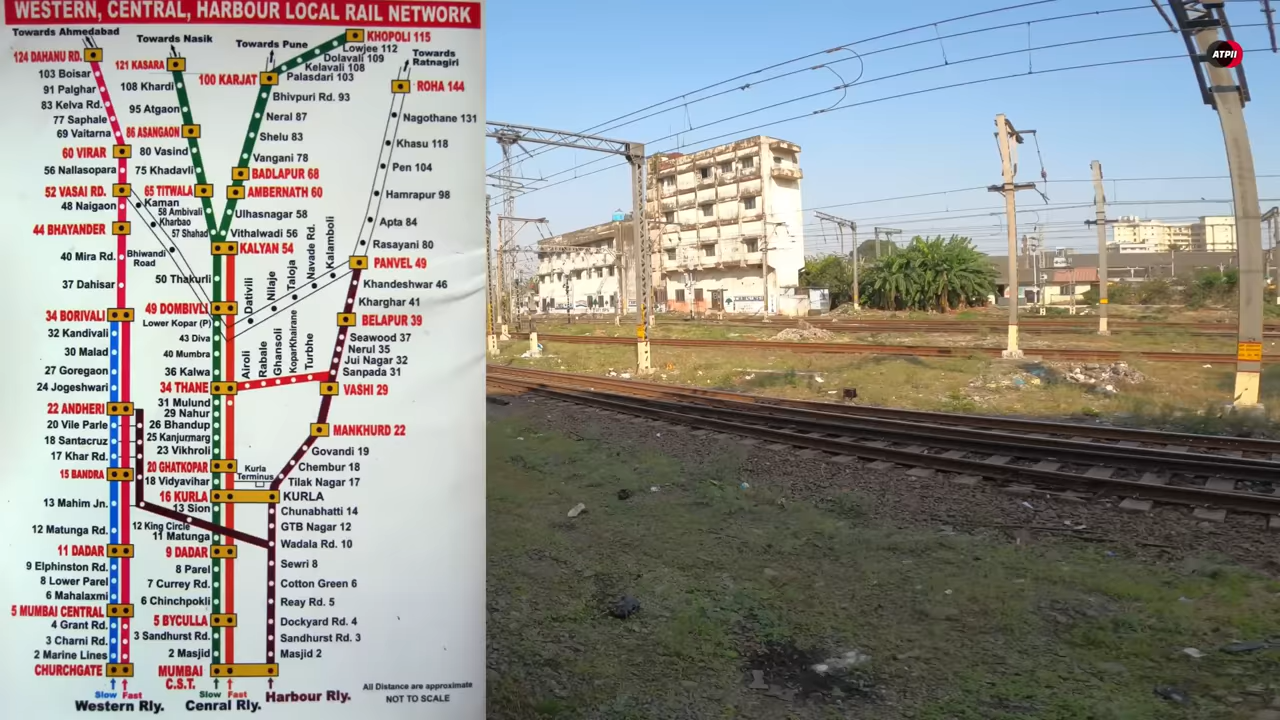 WESTERN, CENTRAL, HARBOUR LOCAL RAIL NETWORK
Towards Ahmedabad
124 DAHANU RD.
103 Boisar
91 Palghar
83 Kelva Rd.
77 Saphale
69 Vaitarna
60 VIRAR
56 Nallasopara
52 VASAI RD.
48 Naigaon
44 BHAYANDER
40 Mira Rd.
37 Dahisar
34 BORIVALI
32 Kandivali
30 Malad
27 Goregaon
24 Jogeshwari
22 ANDHERI
20 Vile Parle
18 Santacruz
17 Khar Rd.
15 BANDRA
13 Mahim Jn.
12 Matunga Rd.
11 DADAR
9 Elphinston Rd.
8 Lower Parel
6 Mahalaxmi
5 MUMBAI CENTRAL
4 Grant Rd.
3 Charni Rd.
2 Marine Lines
CHURCHGATE
Slow Fast
Western Rly.
Towards Nasik
121 KASARA
108 Khardi
95 Atgaon
86 ASANGAON
80 Vasind
75 Khadavli
65 TITWALA
Kaman
58 Ambivali
Kharbao
57 Shahad
Bhiwandi
Road
50 Thakurli
49 DOMBIVLI
Lower Kopar (P)
43 Diva
40 Mumbra
36 Kalwa
34 THANE
31 Mulund
29 Nahur
26 Bhandup
25 Kanjurmarg
23 Vikhroli
20 GHATKOPAR
18 Vidyavihar
16 KURLA
13 Sion
12 King Circle
11 Matunga
9 DADAR
8 Parel
7 Currey Rd.
6 Chinchpokli
5 BYCULLA
3 Sandhurst Rd.
2 Masjid
MUMBAI
C.S.T.
Slow Fast
Cenral Rly.
Towards Pune
KHOPOLI 115
Lowjee 112
Dolavali 109
Kelavali 108
Palasdari 103
100 KARJAT
Bhivpuri Rd. 93
Neral 87
Shelu 83
Vangani 78
BADLAPUR 68
AMBERNATH 60
Ulhasnagar 58
Vithalwadi 56
KALYAN 54
Dativili
Nilaje
Taloja
Navade Rd.
Kalamboli
Airoli
Rabale
Ghansoli
KoparKhairane
Turbhe
Towards
Ratnagiri
ROHA 144
Nagothane 131
Khasu 118
Pen 104
Hamrapur 98
Apta 84
Rasayani 80
PANVEL 49
Khandeshwar 46
Kharghar 41
BELAPUR 39
Seawood 37
Nerul 35
Jui Nagar 32
Sanpada 31
VASHI 29
MANKHURD 22
Govandi 19
Chembur 18
Tilak Nagar 17
Kurla
Terminus
KURLA
Chunabhatti 14
GTB Nagar 12
Wadala Rd. 10
Sewri 8
Cotton Green 6
Reay Rd. 5
Dockyard Rd. 4
Sandhurst Rd. 3
Masjid 2
Harbour Rly.
All Distance are approximate
NOT TO SCALE
ATPII